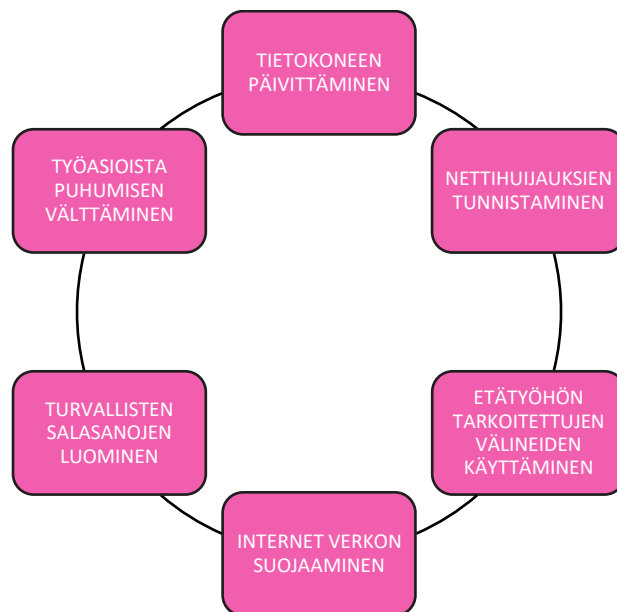 TIETOKONEEN
PÄIVITTÄMINEN
NETTIHUIJAUKSIEN
TUNNISTAMINEN
ETÄTYÖHÖN
TARKOITETTUJEN
VÄLINEIDEN
KÄYTTÄMINEN
INTERNET VERKON
SUOJAAMINEN
TURVALLISTEN
SALASANOJEN
LUOMINEN
TYÖASIOISTA
PUHUMISEN
VÄLTTÄMINEN